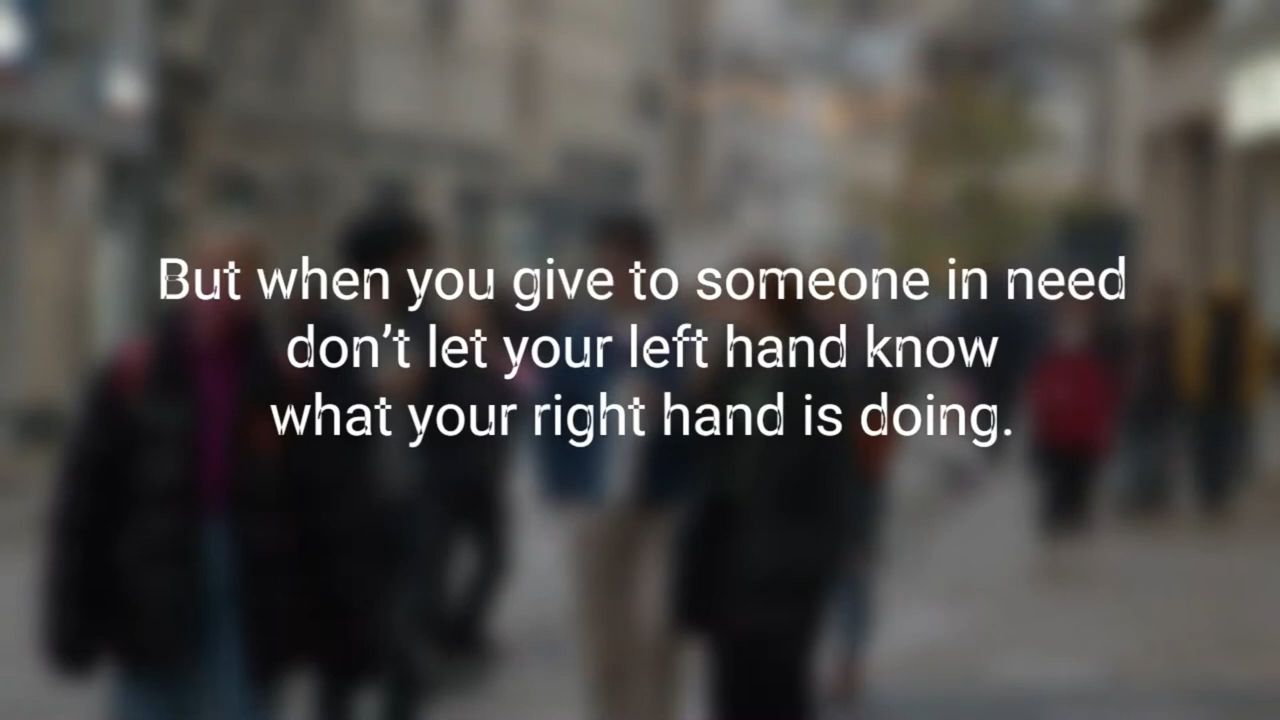 But when you give to someone in need
don’t let your left hand know
what your right hand is doing.